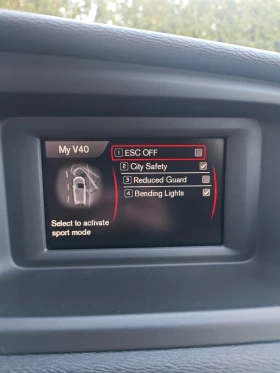 My V40
1 ESC OFF
2 City Safety
3 Reduced Guard
4 Bending Lights
Select to activate
sport mode